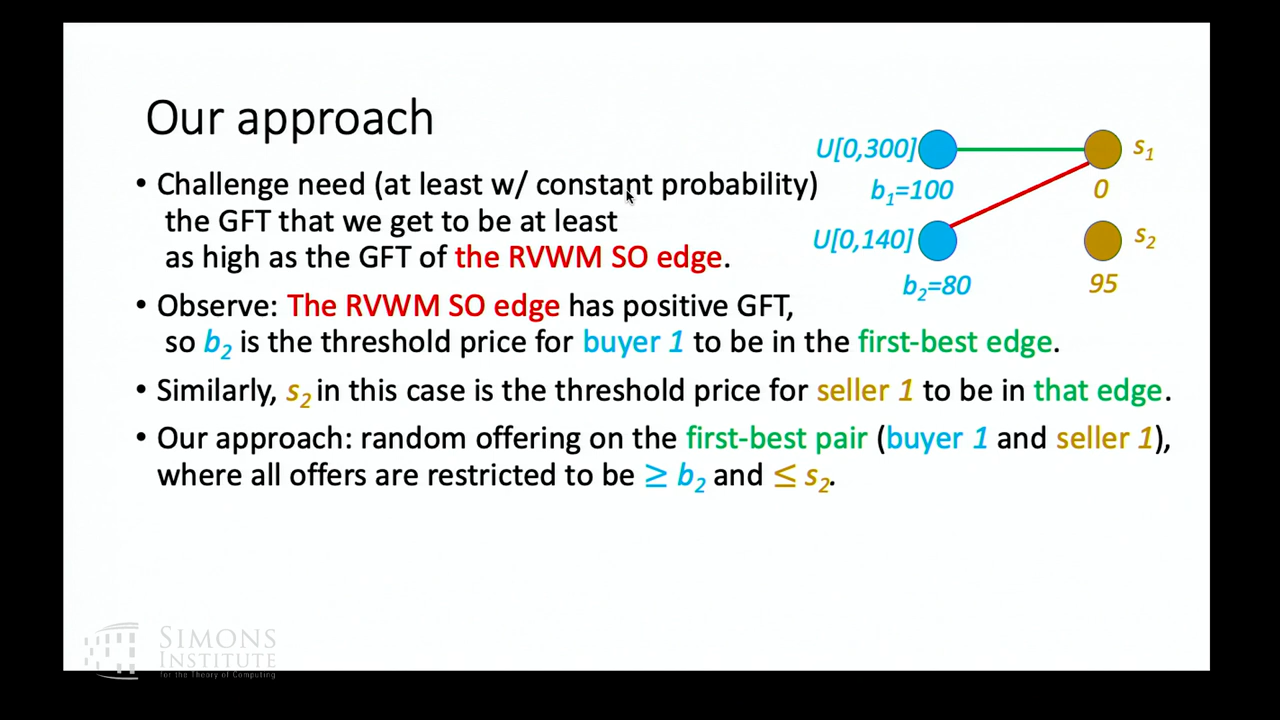 Our approach
• Challenge need (at least w/ constant probability)
the GFT that we get to be at least
as high as the GFT of the RVWM SO edge.
• Observe: The RVWM SO edge has positive GFT,
so b2 is the threshold price for buyer 1 to be in the first-best edge.
• Similarly, s2 in this case is the threshold price for seller 1 to be in that edge.
• Our approach: random offering on the first-best pair (buyer 1 and seller 1),
where all offers are restricted to be ≥ b2 and ≤ s2.
U[0,300]
s1
b1=100
0
U[0,140]
s2
b2=80
95
SIMONS
INSTITUTE
for the Theory of Computing